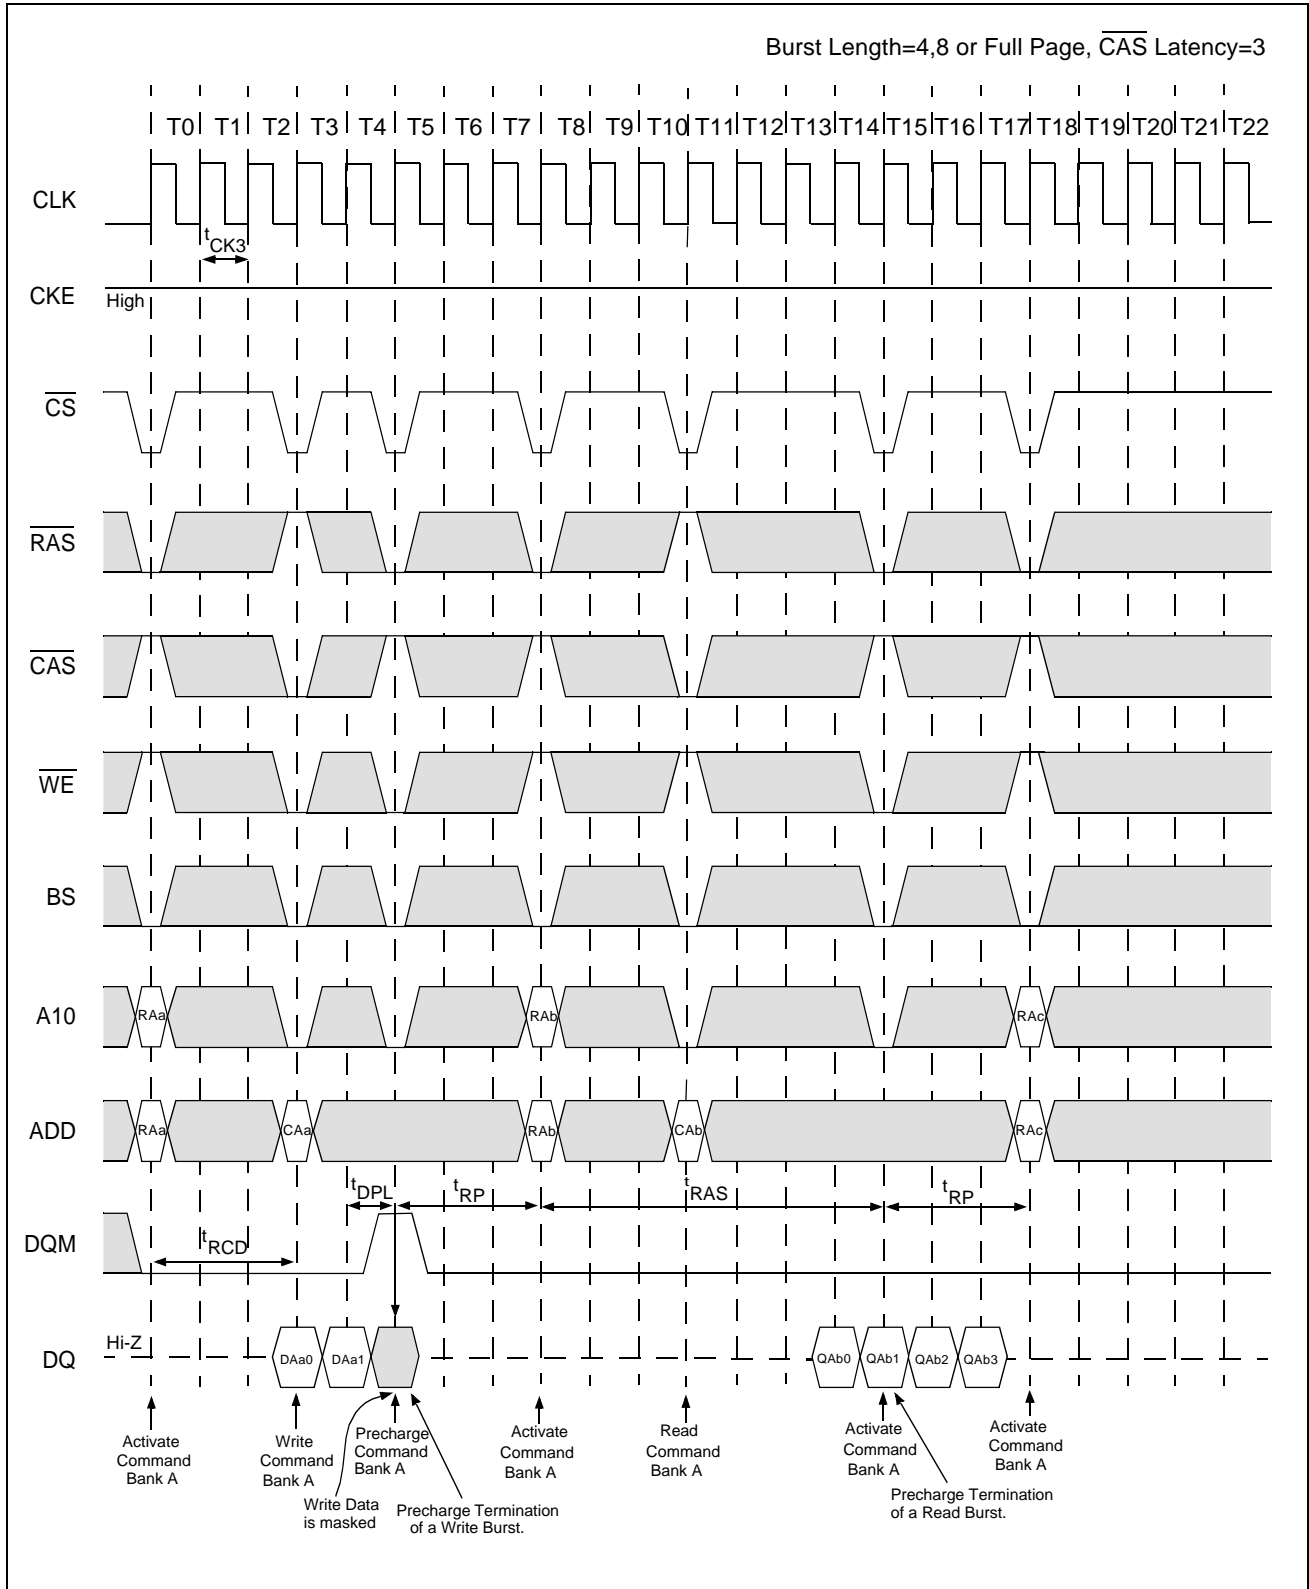 Burst Length=4,8 or Full Page, CAS Latency=3
T0 T1 T2 T3 T4 T5 T6 T7 T8 T9 T10 T11 T12 T13 T14 T15 T16 T17 T18 T19 T20 T21 T22
CLK
tCK3
CKE
High
CS
RAS
CAS
WE
BS
A10
RAa RAb RAc
ADD
RAa CAa RAb CAb RAc
tDPL tRP tRAS tRP
DQM
tRCD
DQ
Hi-Z
DAa0 DAa1 QAb0 QAb1 QAb2 QAb3
Activate
Command
Bank A
Write
Command
Bank A
Precharge
Command
Bank A
Activate
Command
Bank A
Read
Command
Bank A
Activate
Command
Bank A
Activate
Command
Bank A
Write Data
is masked
Precharge Termination
of a Write Burst.
Precharge Termination
of a Read Burst.